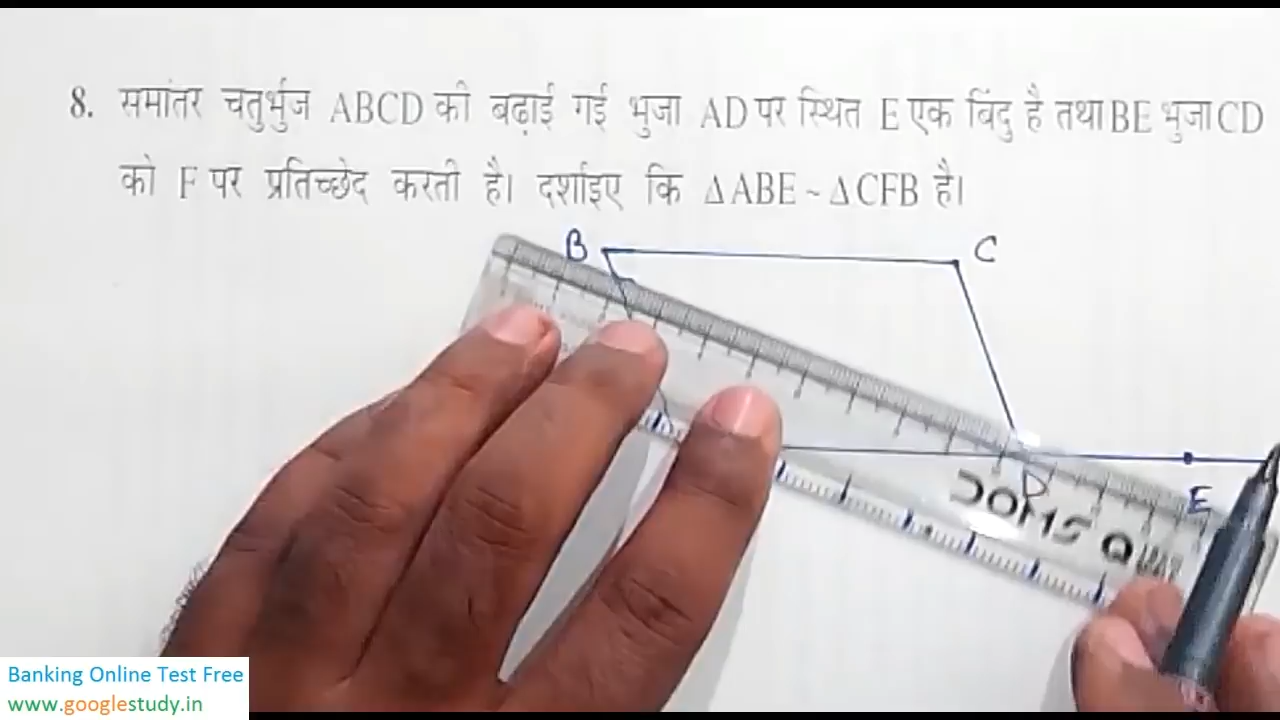 8. समांतर चतुर्भुज ABCD की बढ़ाई गई भुजा AD पर स्थित E एक बिंदु है तथा BE भुजा CD
को F पर प्रतिच्छेद करती है। दर्शाइए कि ΔABE ~ ΔCFB है।
B
C
D
E
DOMS
Banking Online Test Free
www.googlestudy.in